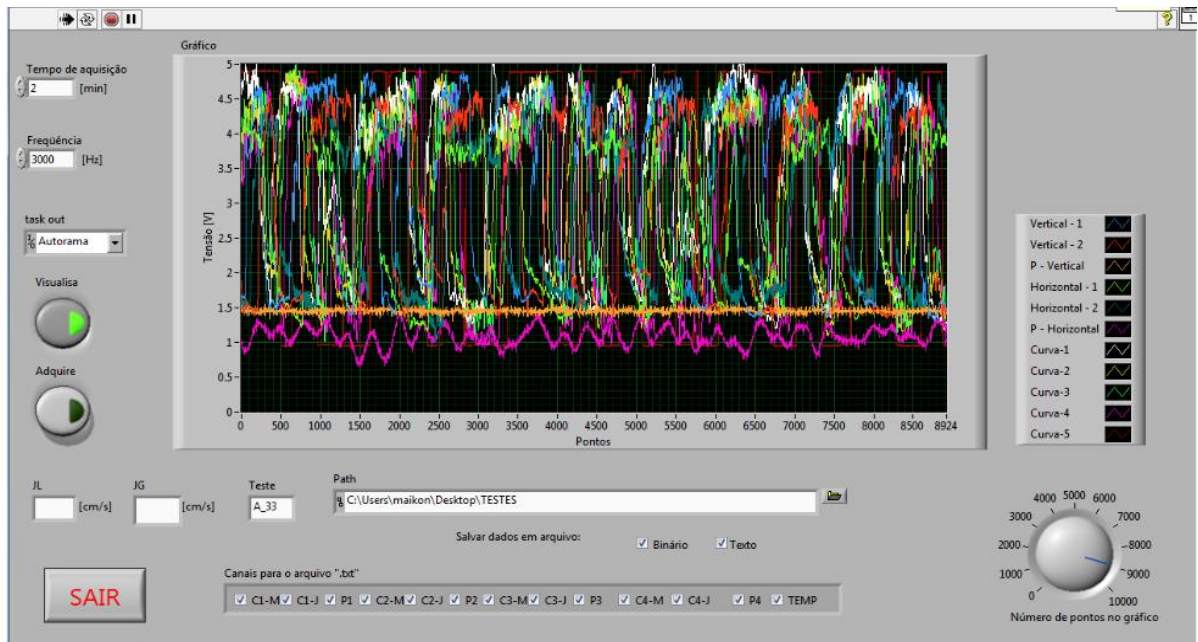 Gráfico
Tempo de aquisição
2 [min]
Freqüência
3000 [Hz]
task out
Autorama
Visualisa
Adquire
Tensão [V]
5
4.5
4
3.5
3
2.5
2
1.5
1
0.5
0
0 500 1000 1500 2000 2500 3000 3500 4000 4500 5000 5500 6000 6500 7000 7500 8000 8500 8924
Pontos
Vertical - 1
Vertical - 2
P - Vertical
Horizontal - 1
Horizontal - 2
P - Horizontal
Curva-1
Curva-2
Curva-3
Curva-4
Curva-5
JL [cm/s]
JG [cm/s]
Teste
A_33
Path
C:\Users\maikon\Desktop\TESTES
Salvar dados em arquivo: Binário Texto
Canais para o arquivo ".txt"
C1-M C1-J P1 C2-M C2-J P2 C3-M C3-J P3 C4-M C4-J P4 TEMP
SAIR
0 1000 2000 3000 4000 5000 6000 7000 8000 9000 10000
Número de pontos no gráfico